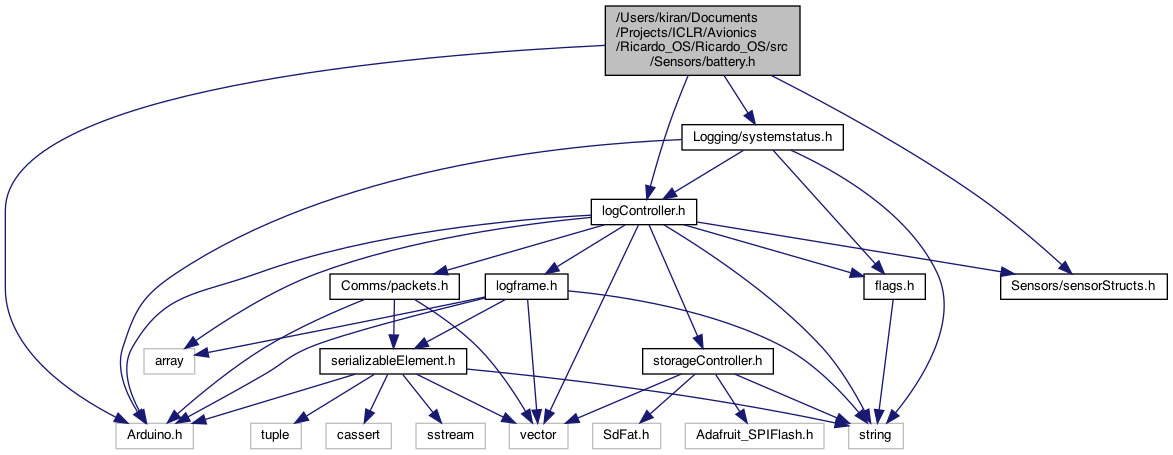 /Users/kiran/Documents
/Projects/ICLR/Avionics
/Ricardo_OS/Ricardo_OS/src
/Sensors/battery.h
Logging/systemstatus.h
logController.h
Comms/packets.h
logframe.h
flags.h
Sensors/sensorStructs.h
array
serializableElement.h
storageController.h
Arduino.h
tuple
cassert
sstream
vector
SdFat.h
Adafruit_SPIFlash.h
string